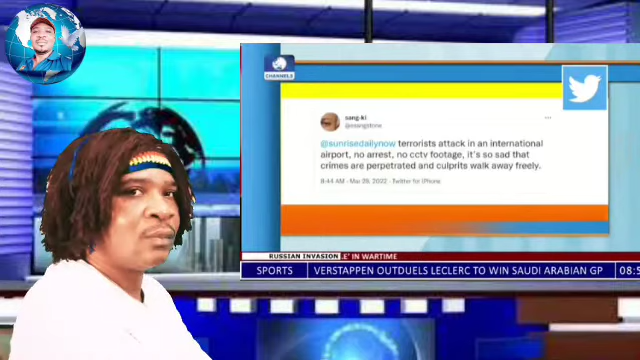 CHANNELS
sang-ki
@esangstone
@sunrisedailynow terrorists attack in an international
airport, no arrest, no cctv footage, it's so sad that
crimes are perpetrated and culprits walk away freely.
8:44 AM - Mar 28, 2022 - Twitter for iPhone
RUSSIAN INVASION .E' IN WARTIME
SPORTS VERSTAPPEN OUTDUELS LECLERC TO WIN SAUDI ARABIAN GP 08:5